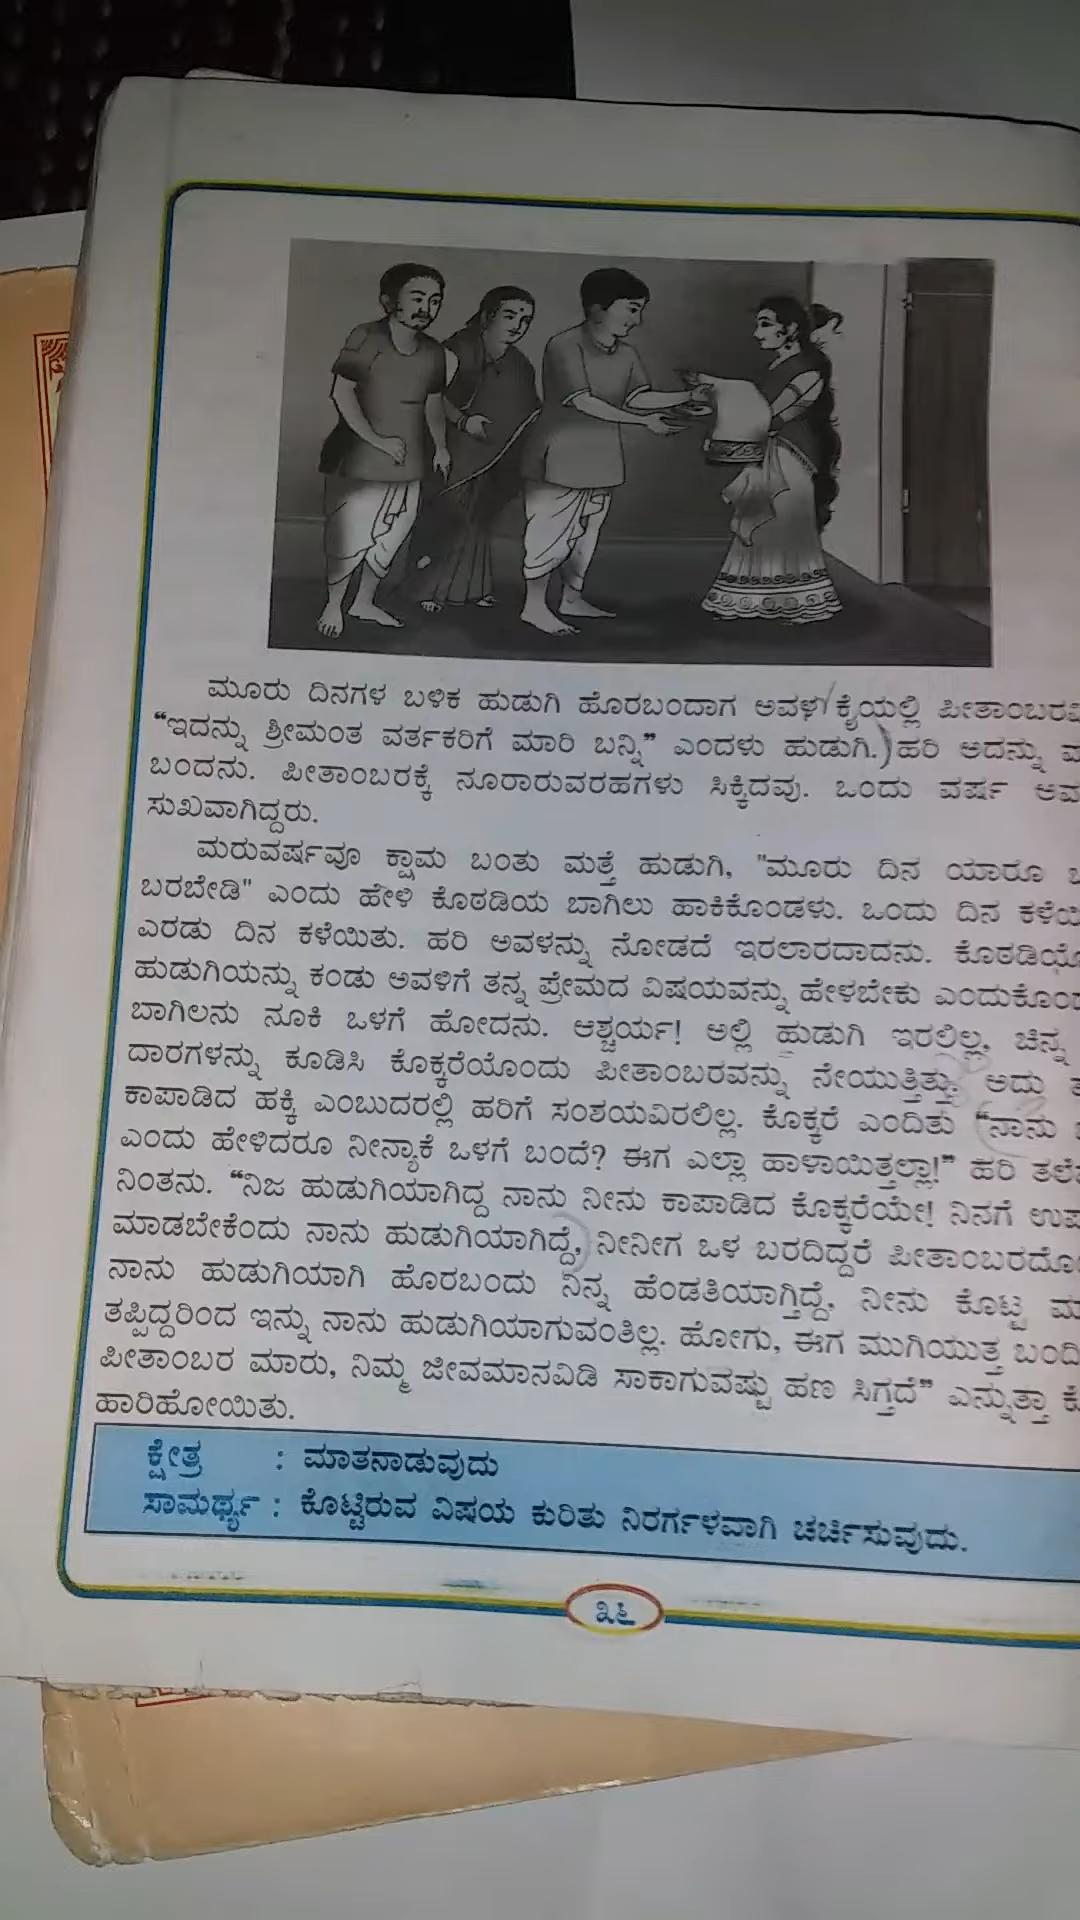 ಮೂರು ದಿನಗಳ ಬಳಿಕ ಹುಡುಗಿ ಹೊರಬಂದಾಗ ಅವಳ ಕೈಯಲ್ಲಿ
“ಇದನ್ನು ಶ್ರೀಮಂತ ವರ್ತಕರಿಗೆ ಮಾರಿ ಬನ್ನಿ” ಎಂದಳು ಹುಡುಗಿ. ಹರಿ ಅದನ್ನು
ಬಂದನು. ಪೀತಾಂಬರಕ್ಕೆ ನೂರಾರುವರಹಗಳು ಸಿಕ್ಕಿದವು. ಒಂದು ವರ್ಷ
ಸುಖವಾಗಿದ್ದರು.
ಮರುವರ್ಷವೂ ಕ್ಷಾಮ ಬಂತು ಮತ್ತೆ ಹುಡುಗಿ, "ಮೂರು ದಿನ ಯಾರೂ
ಬರಬೇಡಿ" ಎಂದು ಹೇಳಿ ಕೊಠಡಿಯ ಬಾಗಿಲು ಹಾಕಿಕೊಂಡಳು. ಒಂದು ದಿನ
ಎರಡು ದಿನ ಕಳೆಯಿತು. ಹರಿ ಅವಳನ್ನು ನೋಡದೆ ಇರಲಾರದಾದನು.
ಹುಡುಗಿಯನ್ನು ಕಂಡು ಅವಳಿಗೆ ತನ್ನ ಪ್ರೇಮದ ವಿಷಯವನ್ನು ಹೇಳಬೇಕು
ಬಾಗಿಲನು ನೂಕಿ ಒಳಗೆ ಹೋದನು. ಆಶ್ಚರ್ಯ! ಅಲ್ಲಿ ಹುಡುಗಿ ಇರಲಿಲ್ಲ, ಚಿನ್ನ
ದಾರಗಳನ್ನು ಕೂಡಿಸಿ ಕೊಕ್ಕರೆಯೊಂದು ಪೀತಾಂಬರವನ್ನು ನೇಯುತ್ತಿತ್ತು. ಅದು
ಕಾಪಾಡಿದ ಹಕ್ಕಿ ಎಂಬುದರಲ್ಲಿ ಹರಿಗೆ ಸಂಶಯವಿರಲಿಲ್ಲ. ಕೊಕ್ಕರೆ ಎಂದಿತು “ನಾನು
ಎಂದು ಹೇಳಿದರೂ ನೀನ್ಯಾಕೆ ಒಳಗೆ ಬಂದೆ? ಈಗ ಎಲ್ಲಾ ಹಾಳಾಯಿತ್ತಲ್ಲಾ!” ಹರಿ
ನಿಂತನು. “ನಿಜ ಹುಡುಗಿಯಾಗಿದ್ದ ನಾನು ನೀನು ಕಾಪಾಡಿದ ಕೊಕ್ಕರೆಯೇ! ನಿನಗೆ
ಮಾಡಬೇಕೆಂದು ನಾನು ಹುಡುಗಿಯಾಗಿದ್ದೆ, ನೀನೀಗ ಒಳ ಬರದಿದ್ದರೆ
ನಾನು ಹುಡುಗಿಯಾಗಿ ಹೊರಬಂದು ನಿನ್ನ ಹೆಂಡತಿಯಾಗ್ತಿದ್ದೆ. ನೀನು ಕೊಟ್ಟ
ತಪ್ಪಿದ್ದರಿಂದ ಇನ್ನು ನಾನು ಹುಡುಗಿಯಾಗುವಂತಿಲ್ಲ. ಹೋಗು, ಈಗ ಮುಗಿಯುತ್ತ
ಪೀತಾಂಬರ ಮಾರು, ನಿಮ್ಮ ಜೀವಮಾನವಿಡಿ ಸಾಕಾಗುವಷ್ಟು ಹಣ ಸಿಗ್ತದೆ” ಎನ್ನುತ್ತಾ
ಹಾರಿಹೋಯಿತು.
ಕ್ಷೇತ್ರ : ಮಾತನಾಡುವುದು
ಸಾಮರ್ಥ್ಯ : ಕೊಟ್ಟಿರುವ ವಿಷಯ ಕುರಿತು ನಿರರ್ಗಳವಾಗಿ ಚರ್ಚಿಸುವುದು.
೩೬